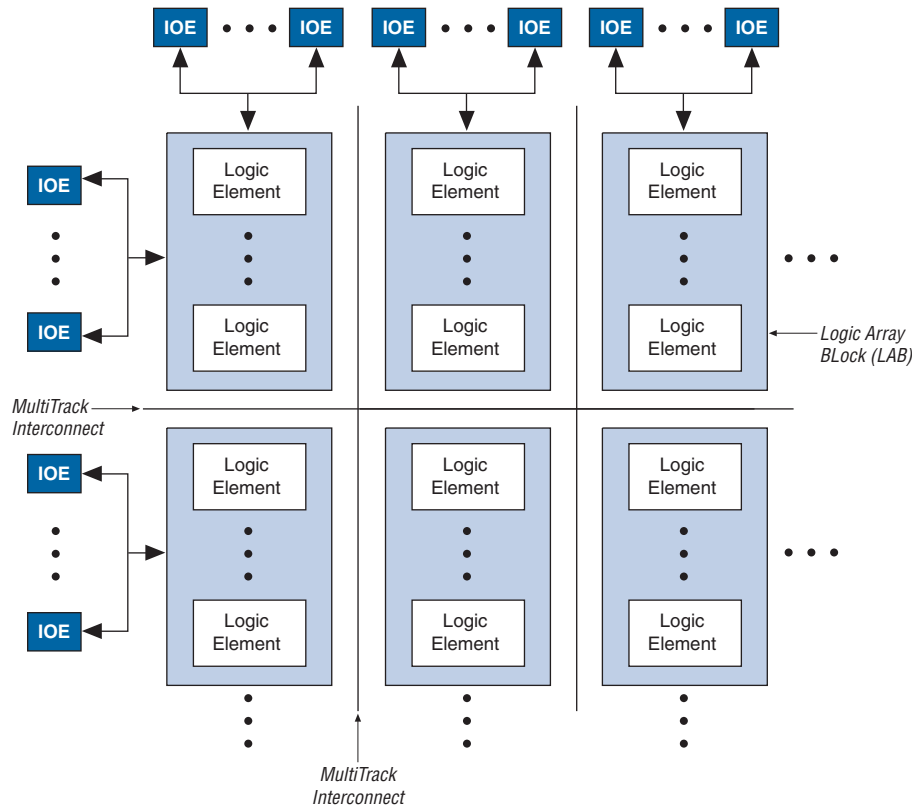 IOE IOE IOE IOE IOE IOE
Logic Element Logic Element Logic Element
IOE
IOE
Logic Element Logic Element Logic Element
Logic Array
BLock (LAB)
MultiTrack
Interconnect
IOE
Logic Element Logic Element Logic Element
IOE
Logic Element Logic Element Logic Element
MultiTrack
Interconnect